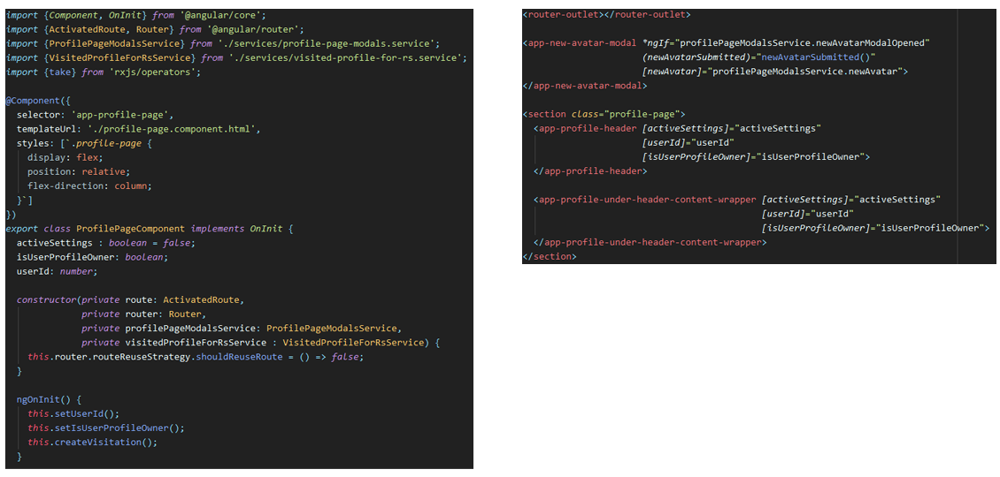 import {Component, OnInit} from '@angular/core';
import {ActivatedRoute, Router} from '@angular/router';
import {ProfilePageModalsService} from './services/profile-page-modals.service';
import {VisitedProfileForRsService} from './services/visited-profile-for-rs.service';
import {take} from 'rxjs/operators';

@Component({
  selector: 'app-profile-page',
  templateUrl: './profile-page.component.html',
  styles: [`.profile-page {
    display: flex;
    position: relative;
    flex-direction: column;
  }`]
})
export class ProfilePageComponent implements OnInit {
  activeSettings : boolean = false;
  isUserProfileOwner: boolean;
  userId: number;

  constructor(private route: ActivatedRoute,
              private router: Router,
              private profilePageModalsService: ProfilePageModalsService,
              private visitedProfileForRsService : VisitedProfileForRsService) {
    this.router.routeReuseStrategy.shouldReuseRoute = () => false;
  }

  ngOnInit() {
    this.setUserId();
    this.setIsUserProfileOwner();
    this.createVisitation();
  }

<router-outlet></router-outlet>

<app-new-avatar-modal *ngIf="profilePageModalsService.newAvatarModalOpened"
                      (newAvatarSubmitted)="newAvatarSubmitted()"
                      [newAvatar]="profilePageModalsService.newAvatar">
</app-new-avatar-modal>

<section class="profile-page">
  <app-profile-header [activeSettings]="activeSettings"
                      [userId]="userId"
                      [isUserProfileOwner]="isUserProfileOwner">
  </app-profile-header>

  <app-profile-under-header-content-wrapper [activeSettings]="activeSettings"
                                            [userId]="userId"
                                            [isUserProfileOwner]="isUserProfileOwner">
  </app-profile-under-header-content-wrapper>
</section>